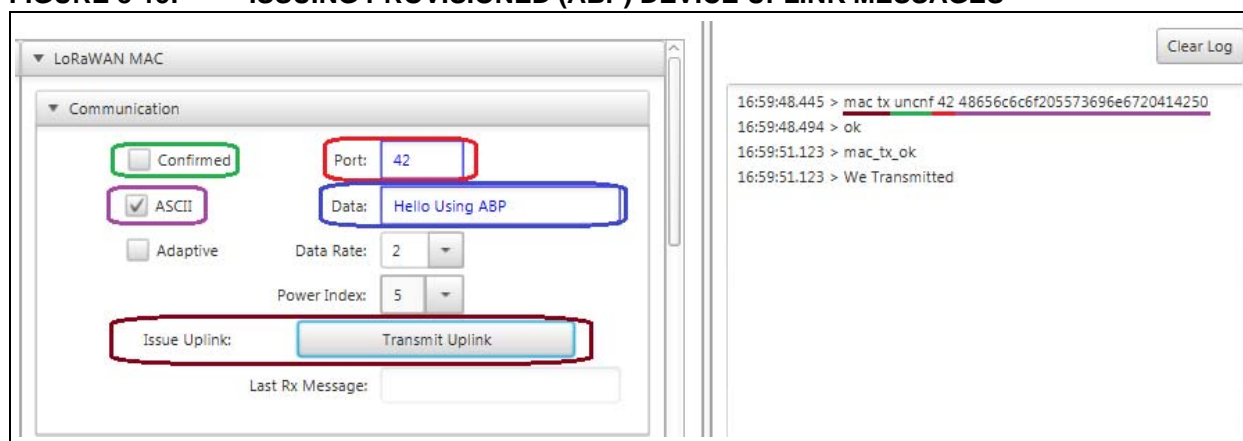 FIGURE ISSUING PROVISIONED (ABP) DEVICE UPLINK MESSAGES
LoRaWAN MAC
Communication
Confirmed Port: 42
ASCII Data: Hello Using ABP
Adaptive Data Rate: 2
Power Index: 5
Issue Uplink: Transmit Uplink
Last Rx Message:
Clear Log
16:59:48.445 > mac tx uncnf 42 48656c6c6f205573696e6720414250
16:59:48.494 > ok
16:59:51.123 > mac_tx_ok
16:59:51.123 > We Transmitted